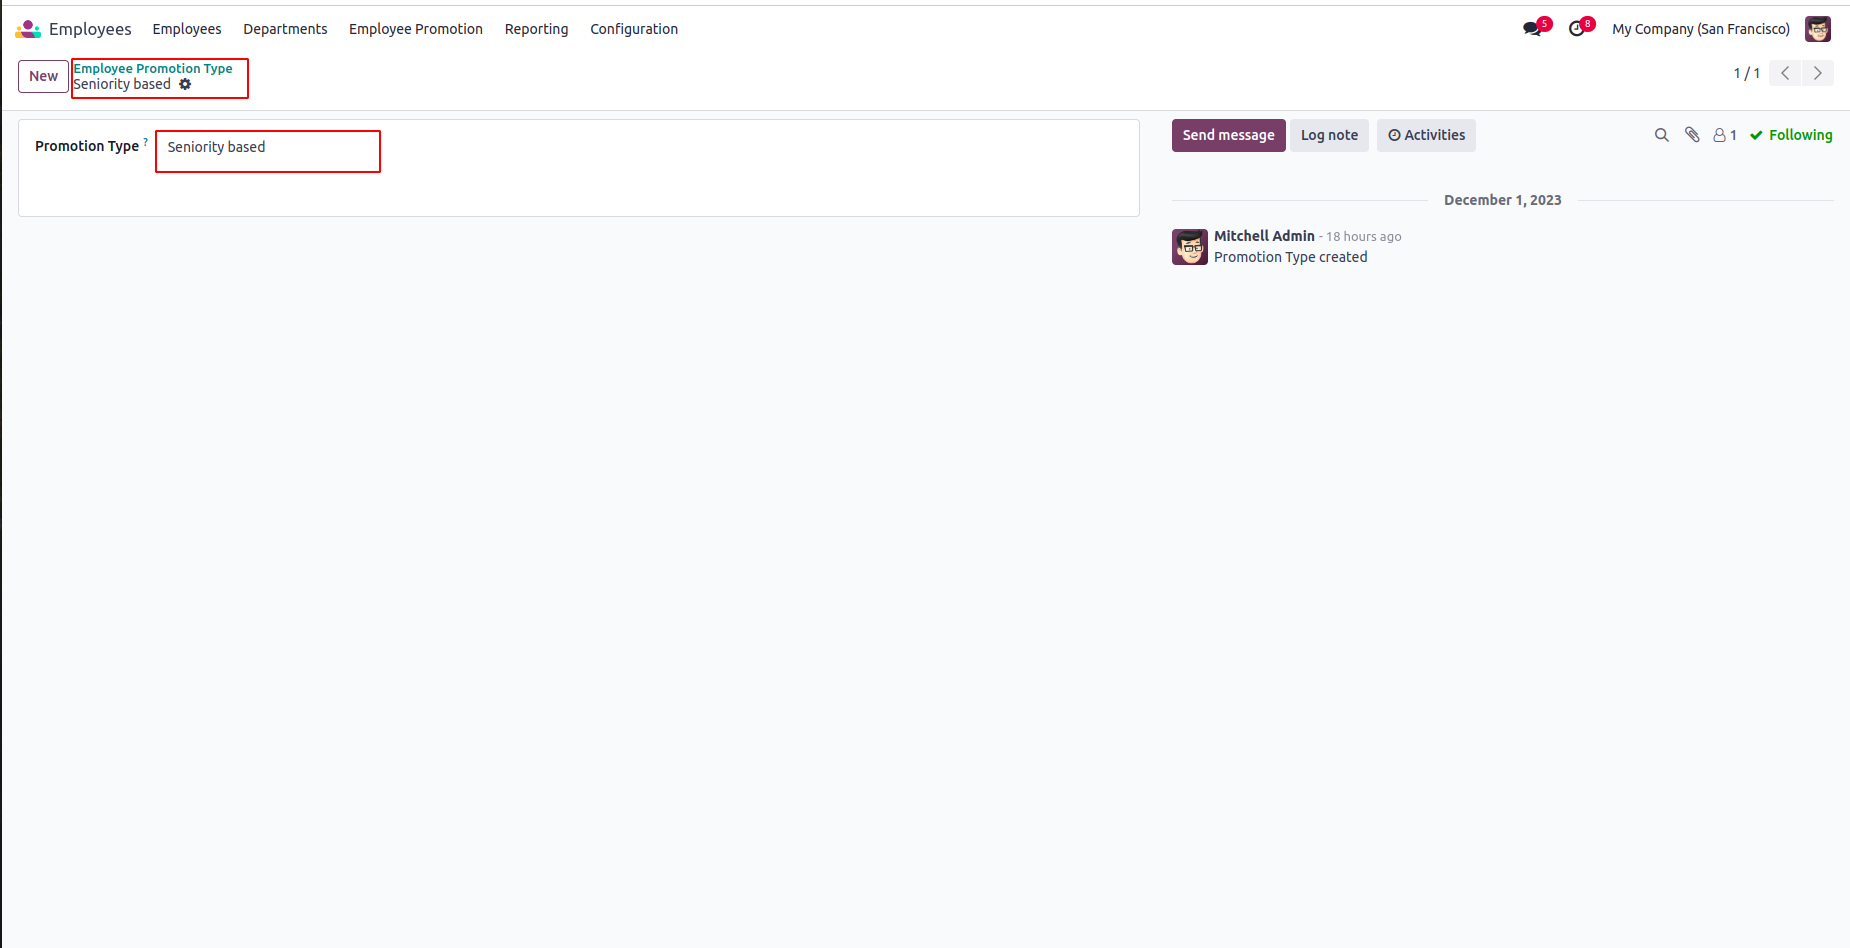 Employees Employees Departments Employee Promotion Reporting Configuration 5 8 My Company (San Francisco)
New Employee Promotion Type 1 / 1
Seniority based
Promotion Type ? Seniority based Send message Log note Activities 1 Following
December 1, 2023
Mitchell Admin - 18 hours ago
Promotion Type created